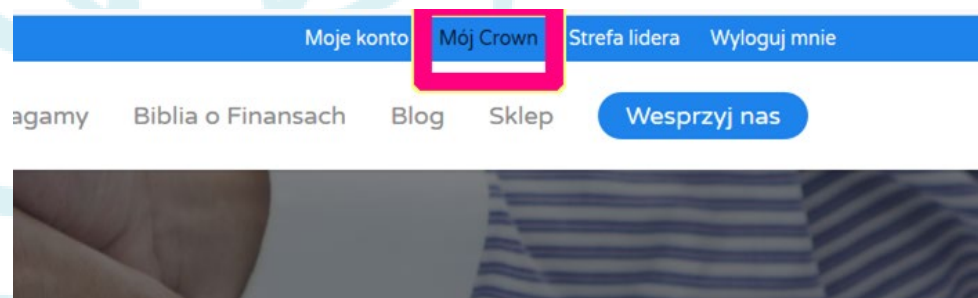 Moje konto Mój Crown Strefa lidera Wyloguj mnie
agamy Biblia o Finansach Blog Sklep Wesprzyj nas